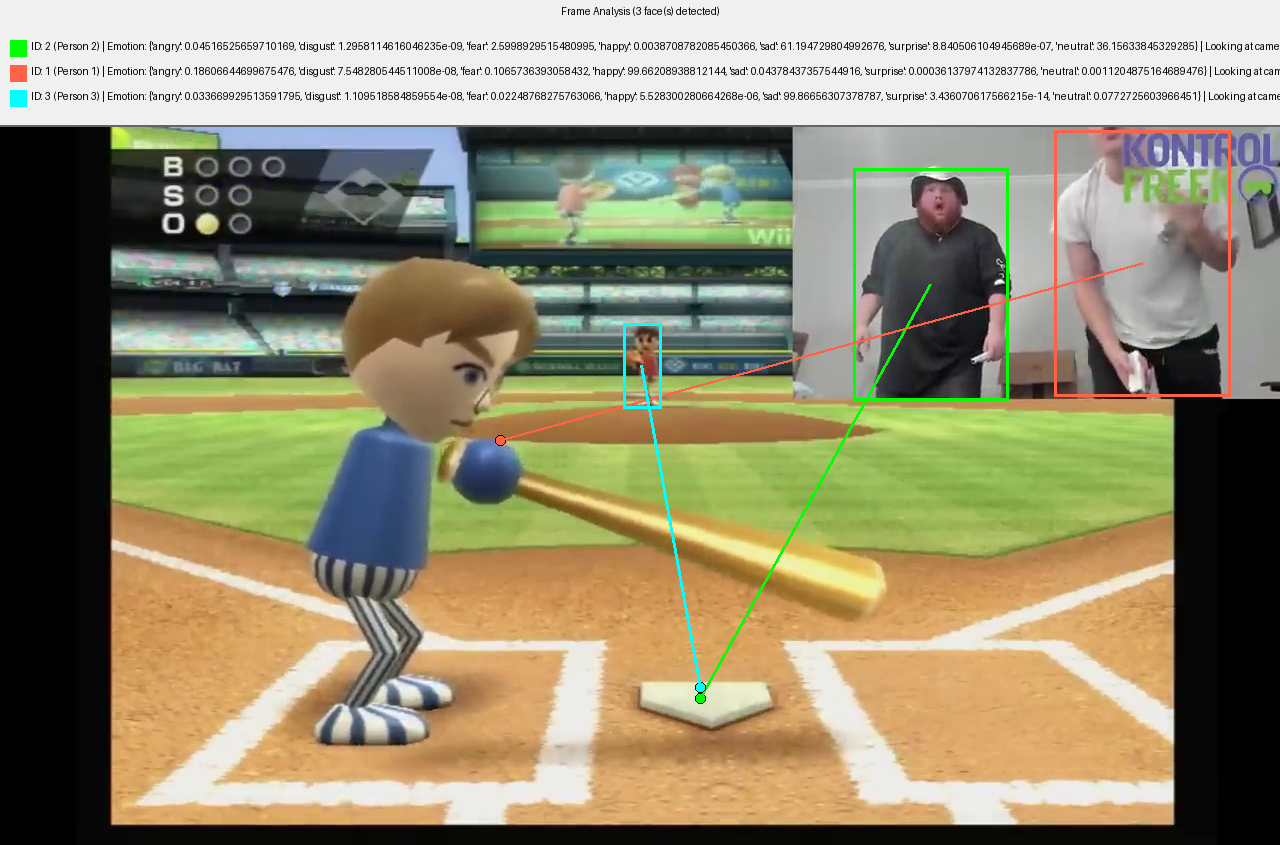 Frame Analysis (3 face(s) detected)
ID: 2 (Person 2) | Emotion: {'angry': 0.04516525659710169, 'disgust': 1.2958114616046235e-09, 'fear': 2.5998929515480995, 'happy': 0.0038708782085450366, 'sad': 61.194729804992676, 'surprise': 8.840506104945689e-07, 'neutral': 36.15633845329285} | Looking at came
ID: 1 (Person 1) | Emotion: {'angry': 0.18606644699675476, 'disgust': 7.548280544511008e-08, 'fear': 0.1065736393058432, 'happy': 99.66208938812144, 'sad': 0.04378437357544916, 'surprise': 0.00036137974132837786, 'neutral': 0.0011204875164689476} | Looking at came
ID: 3 (Person 3) | Emotion: {'angry': 0.033669929513591795, 'disgust': 1.109518584859554e-08, 'fear': 0.02248768275763066, 'happy': 5.528300280664268e-06, 'sad': 99.86656307378787, 'surprise': 3.436070617566215e-14, 'neutral': 0.0772725603966451} | Looking at came
B
S
O
Wii
KONTROL
FREEK
BIG BAT